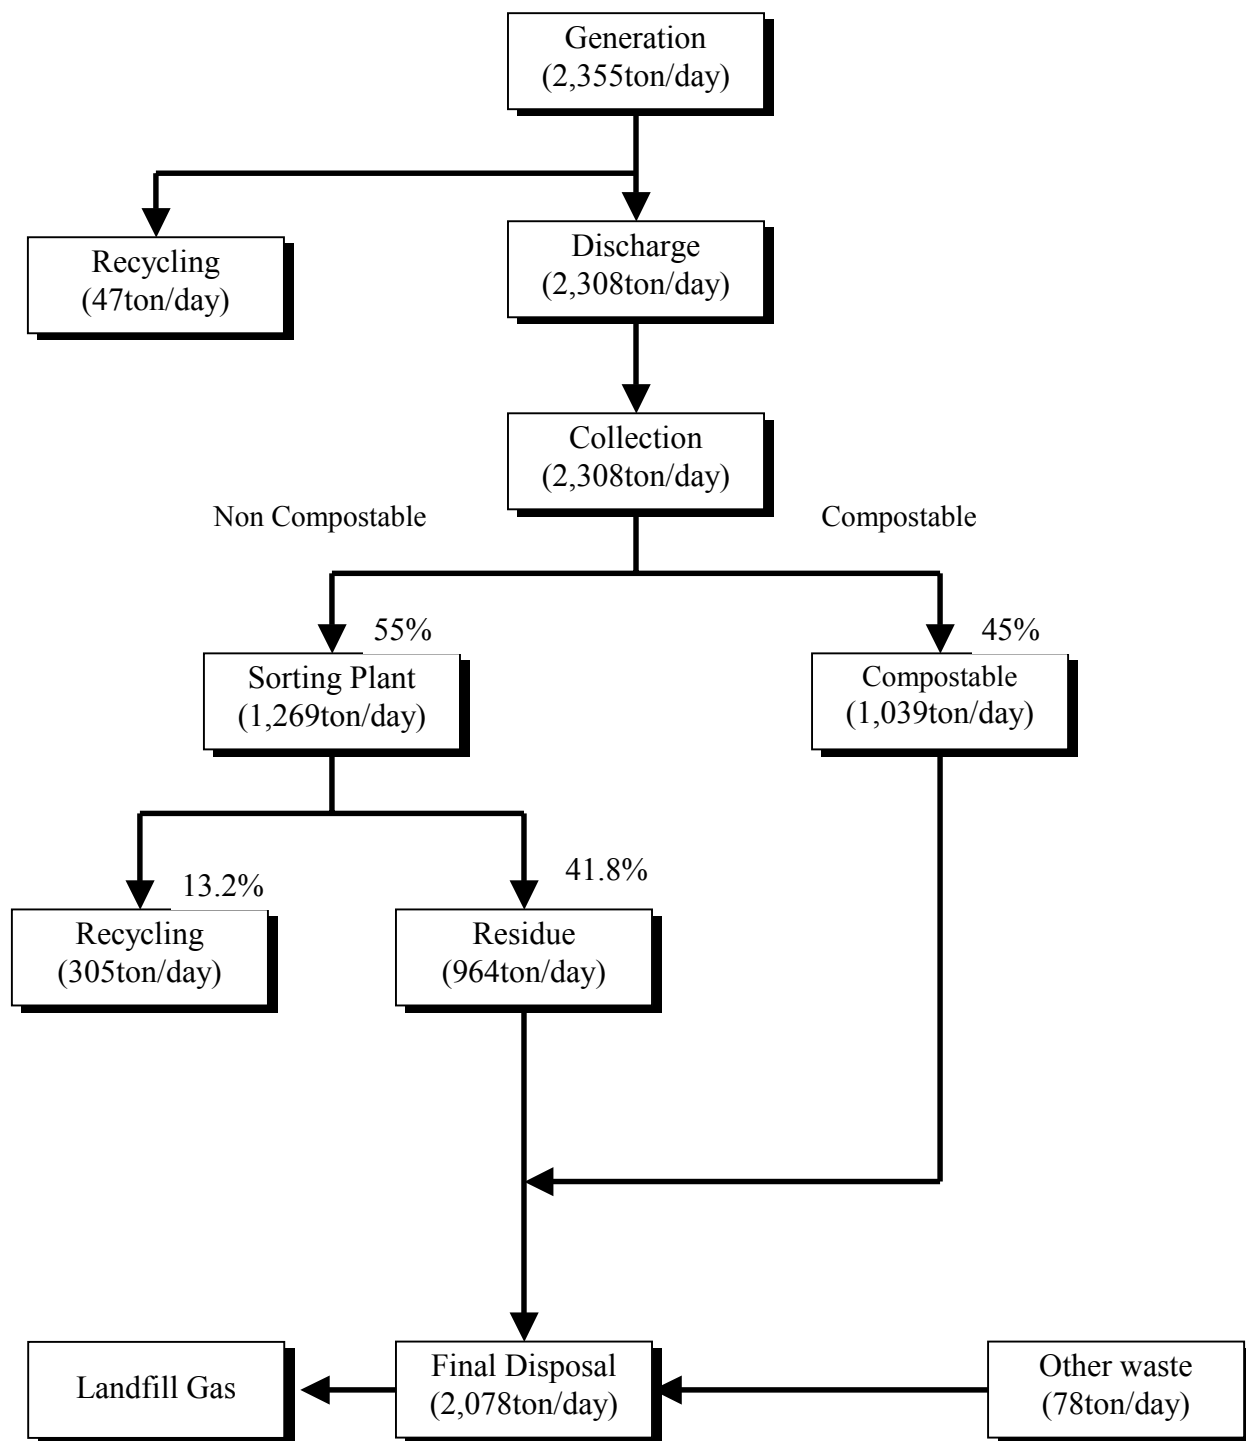 Generation
(2,355ton/day)
Recycling
(47ton/day)
Discharge
(2,308ton/day)
Collection
(2,308ton/day)
Non Compostable
Compostable
55%
45%
Sorting Plant
(1,269ton/day)
Compostable
(1,039ton/day)
13.2%
41.8%
Recycling
(305ton/day)
Residue
(964ton/day)
Landfill Gas
Final Disposal
(2,078ton/day)
Other waste
(78ton/day)